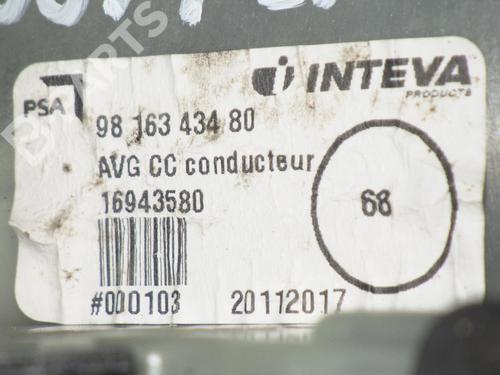 PSA
INTEVA
PRODUCTS
98 163 434 80
AVG CC conducteur
16943580
68
#000103
20112017